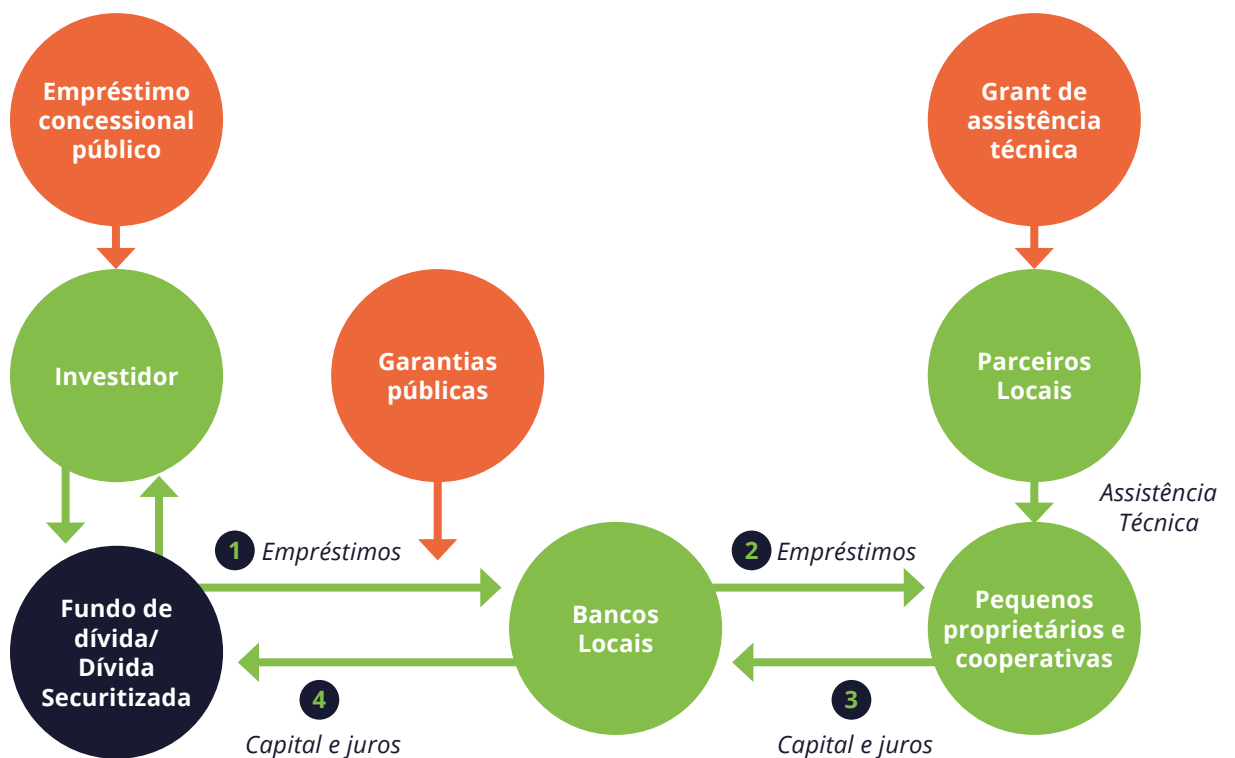 Empréstimo
concessional
público
Grant de
assistência
técnica
Investidor
Garantias
públicas
Parceiros
Locais
Assistência
Técnica
1 Empréstimos
2 Empréstimos
Fundo de
dívida/
Dívida
Securitizada
Bancos
Locais
Pequenos
proprietários e
cooperativas
4
Capital e juros
3
Capital e juros